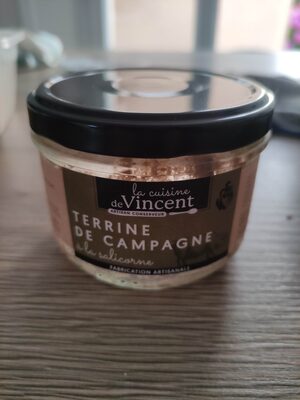 la cuisine
de Vincent
ARTISAN CONSERVEUR
TERRINE
DE CAMPAGNE
à la salicorne
FABRICATION ARTISANALE